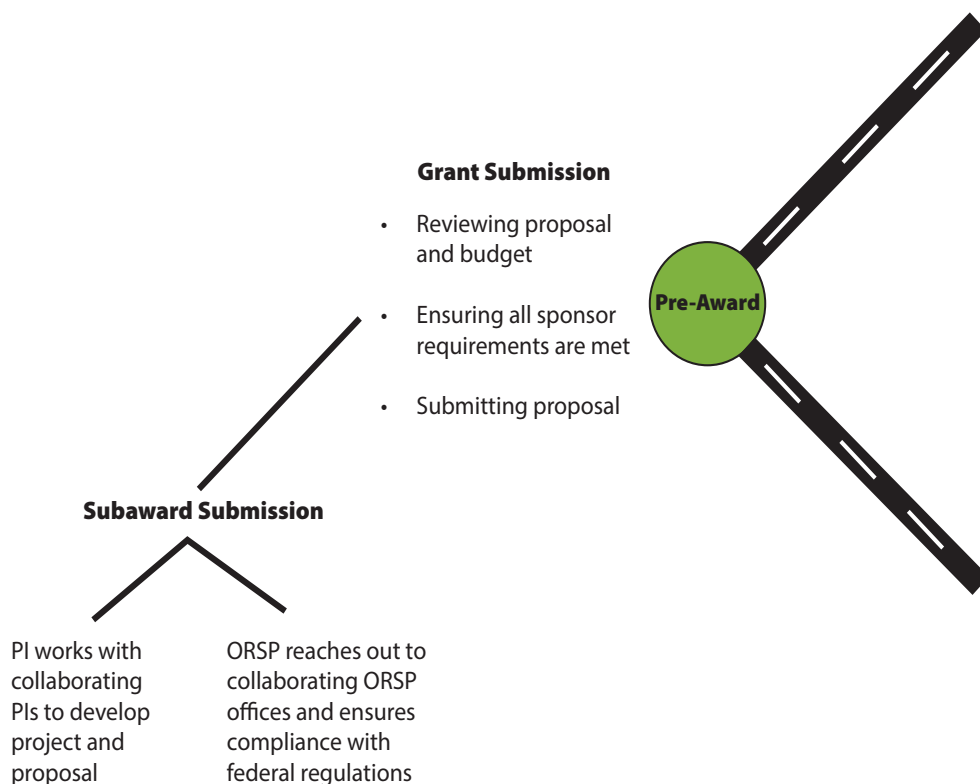 Grant Submission
• Reviewing proposal
and budget
• Ensuring all sponsor
requirements are met
• Submitting proposal
Pre-Award
Subaward Submission
PI works with
collaborating
PIs to develop
project and
proposal
ORSP reaches out to
collaborating ORSP
offices and ensures
compliance with
federal regulations